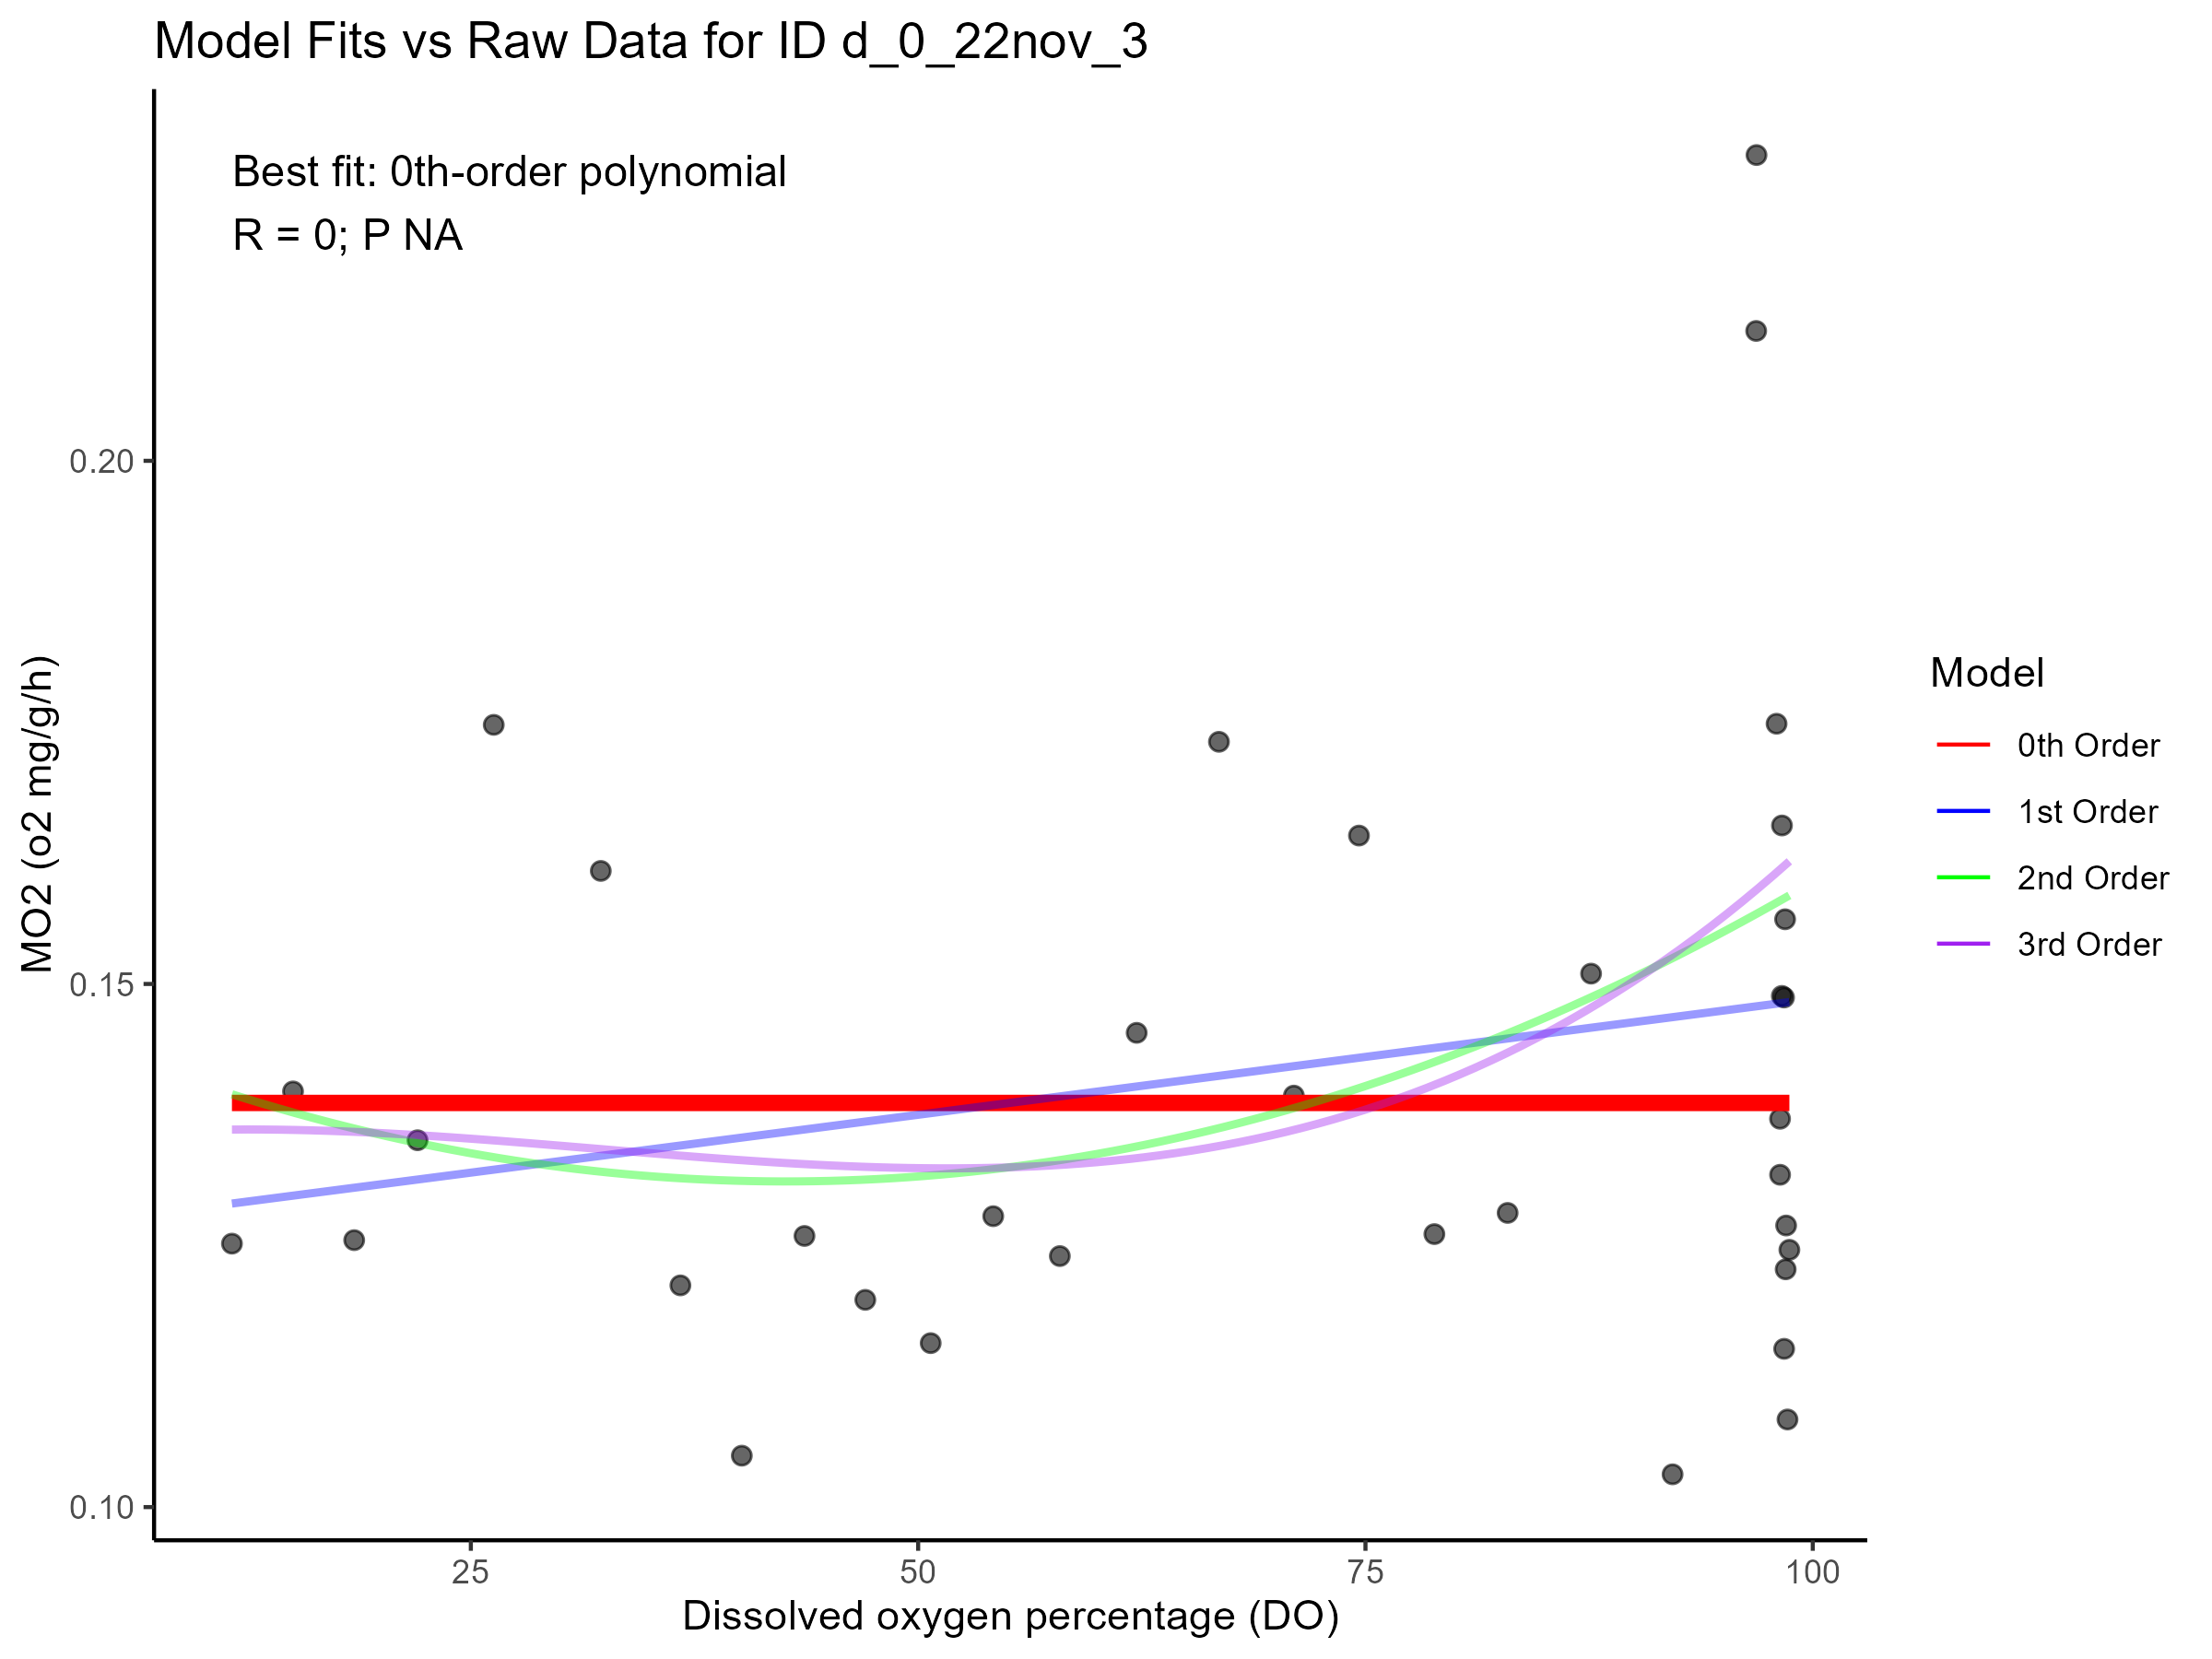 Model Fits vs Raw Data for ID d_0_22nov_3
Best fit: 0th-order polynomial
R = 0; P NA
MO2 (o2 mg/g/h)
0.20
0.15
0.10
25 50 75 100
Dissolved oxygen percentage (DO)
Model
0th Order
1st Order
2nd Order
3rd Order